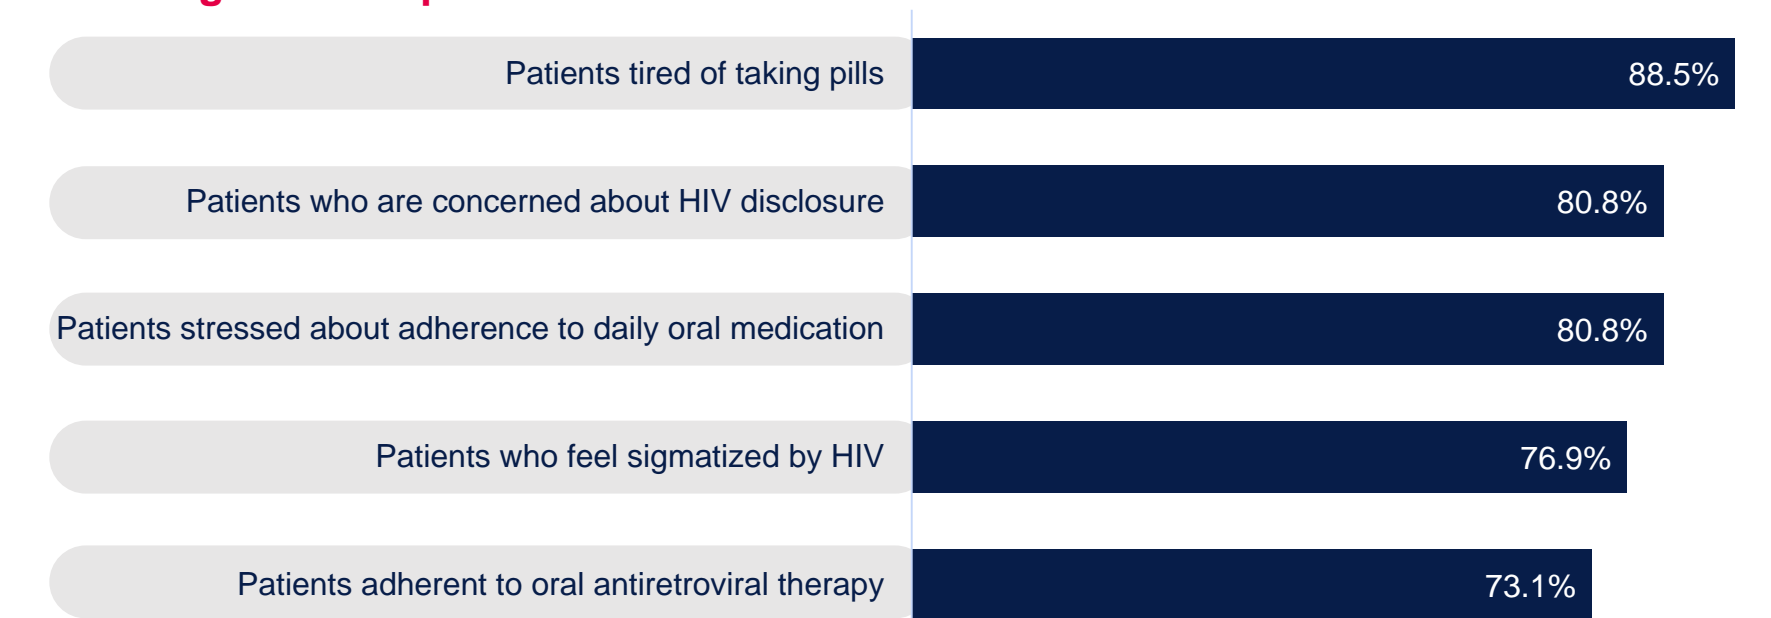 Patients tired of taking pills
88.5%
Patients who are concerned about HIV disclosure
80.8%
Patients stressed about adherence to daily oral medication
80.8%
Patients who feel sigmatized by HIV
76.9%
Patients adherent to oral antiretroviral therapy
73.1%